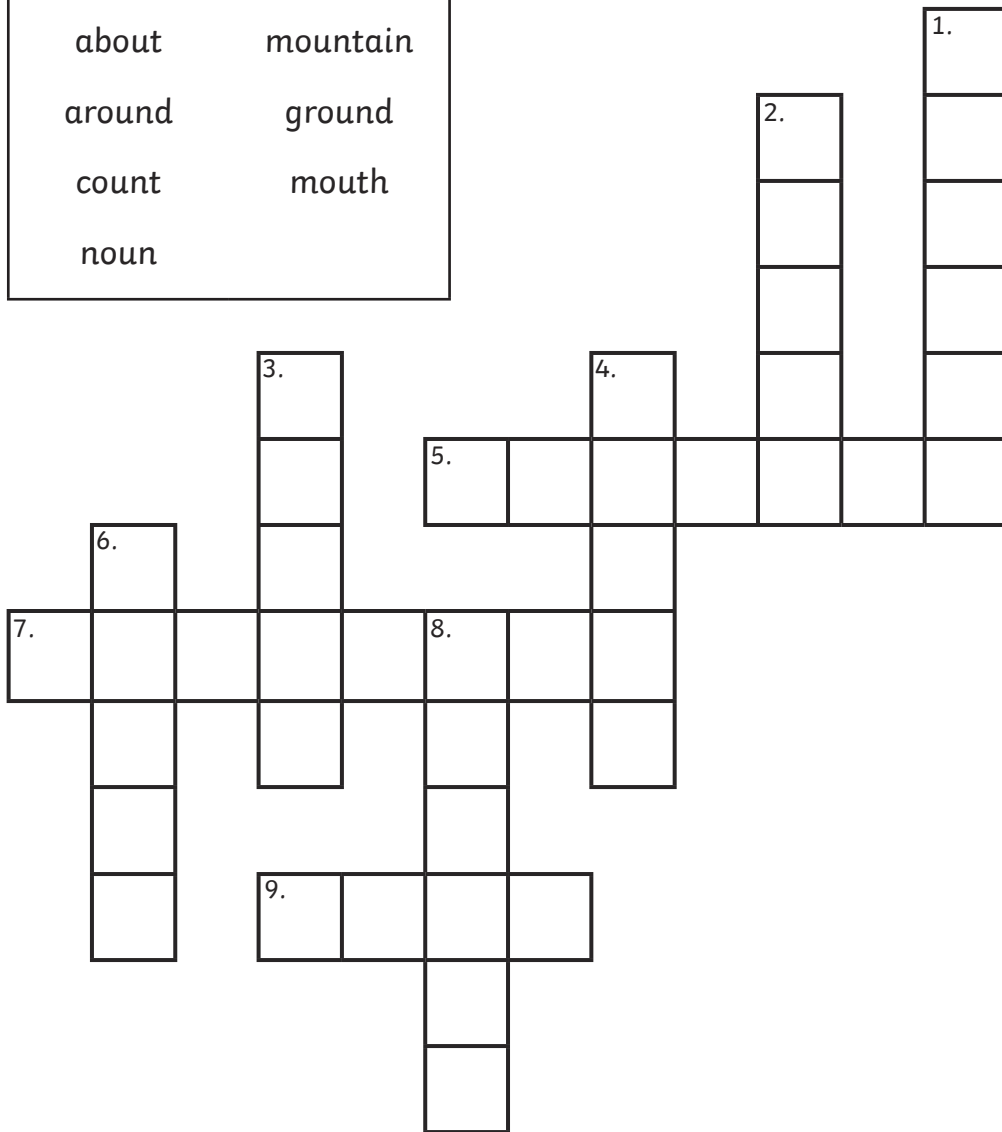 about mountain
around ground
count mouth
noun
1.
2.
3. 4.
5.
6.
7. 8.
9.